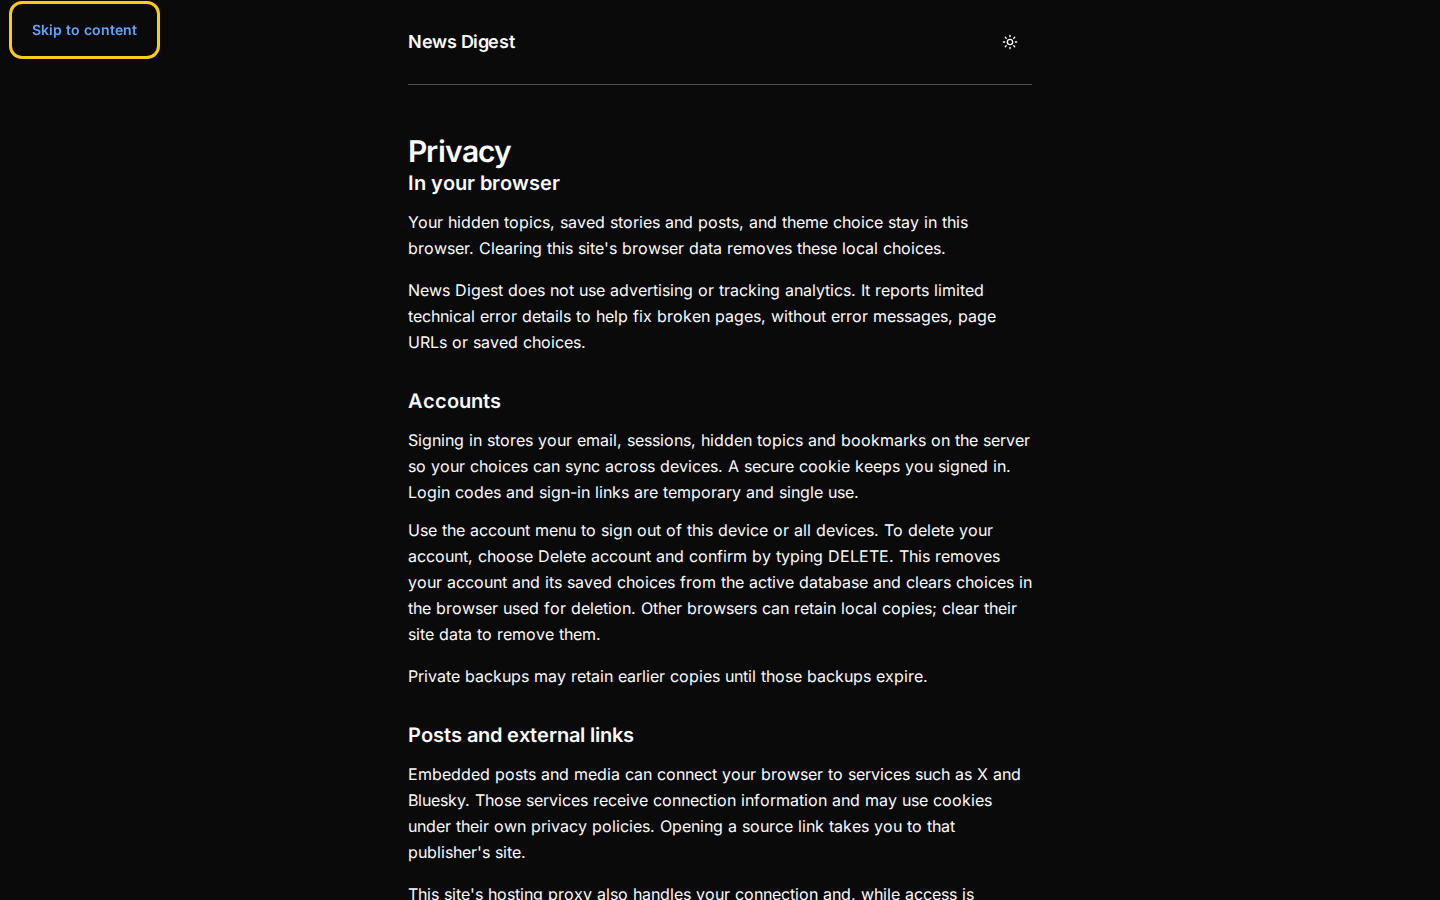 Skip to content
News Digest
Privacy
In your browser
Your hidden topics, saved stories and posts, and theme choice stay in this
browser. Clearing this site's browser data removes these local choices.
News Digest does not use advertising or tracking analytics. It reports limited
technical error details to help fix broken pages, without error messages, page
URLs or saved choices.
Accounts
Signing in stores your email, sessions, hidden topics and bookmarks on the server
so your choices can sync across devices. A secure cookie keeps you signed in.
Login codes and sign-in links are temporary and single use.
Use the account menu to sign out of this device or all devices. To delete your
account, choose Delete account and confirm by typing DELETE. This removes
your account and its saved choices from the active database and clears choices in
the browser used for deletion. Other browsers can retain local copies; clear their
site data to remove them.
Private backups may retain earlier copies until those backups expire.
Posts and external links
Embedded posts and media can connect your browser to services such as X and
Bluesky. Those services receive connection information and may use cookies
under their own privacy policies. Opening a source link takes you to that
publisher's site.
This site's hosting proxy also handles your connection and, while access is